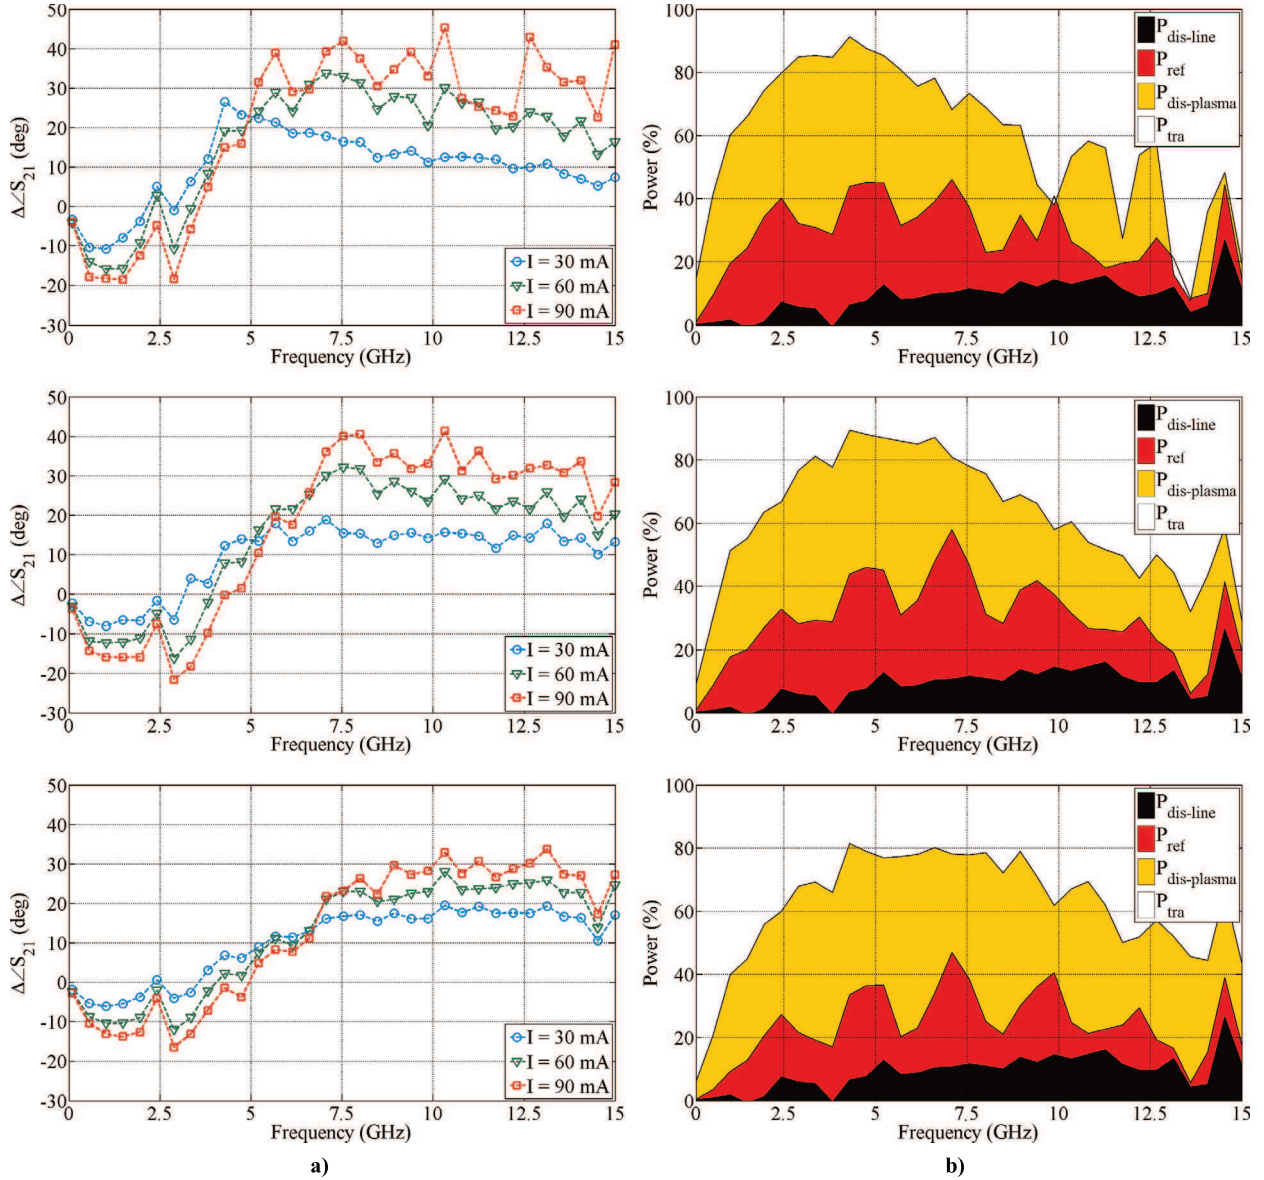 50
40
30
20
10
0
-10
-20
-30
Δ∠S21 (deg)
0 2.5 5 7.5 10 12.5 15
Frequency (GHz)
I = 30 mA
I = 60 mA
I = 90 mA
100
80
60
40
20
0
Power (%)
0 2.5 5 7.5 10 12.5 15
Frequency (GHz)
Pdis-line
Pref
Pdis-plasma
Ptra
50
40
30
20
10
0
-10
-20
-30
Δ∠S21 (deg)
0 2.5 5 7.5 10 12.5 15
Frequency (GHz)
I = 30 mA
I = 60 mA
I = 90 mA
100
80
60
40
20
0
Power (%)
2.5 5 7.5 10 12.5 15
Frequency (GHz)
Pdis-line
Pref
Pdis-plasma
Ptra
50
40
30
20
10
0
-10
-20
-30
Δ∠S21 (deg)
0 2.5 5 7.5 10 12.5 15
Frequency (GHz)
I = 30 mA
I = 60 mA
I = 90 mA
100
80
60
40
20
0
Power (%)
2.5 5 7.5 10 12.5 15
Frequency (GHz)
Pdis-line
Pref
Pdis-plasma
Ptra
a)
b)